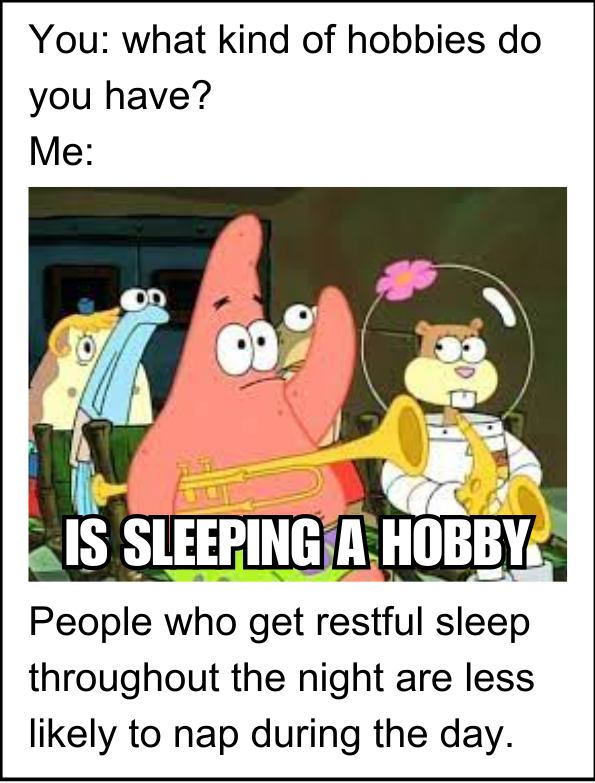 You: what kind of hobbies do
you have?
Me:
IS SLEEPING A HOBBY
People who get restful sleep
throughout the night are less
likely to nap during the day.